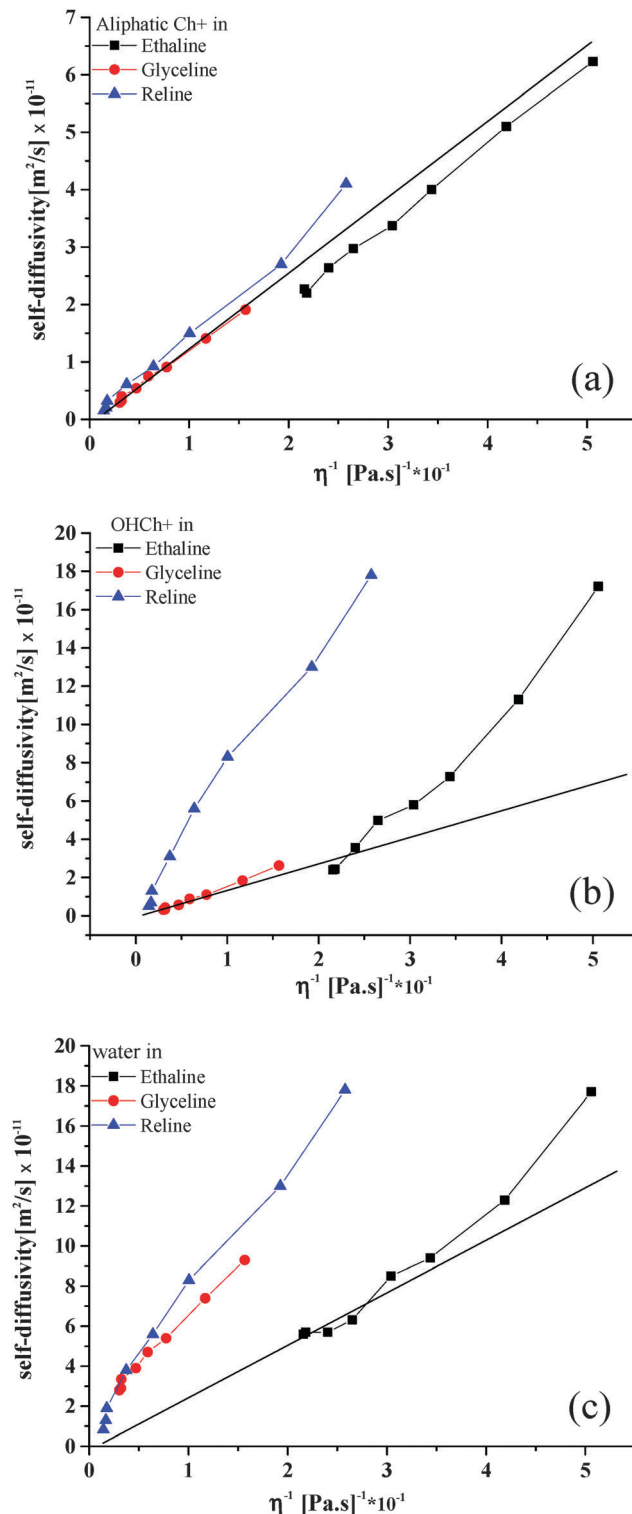 Aliphatic Ch+ in
Ethaline
Glyceline
Reline
self-diffusivity[m²/s] x 10⁻¹¹
7
6
5
4
3
2
1
0
0 1 2 3 4 5
η⁻¹ [Pa.s]⁻¹*10⁻¹
(a)
OHCh+ in
Ethaline
Glyceline
Reline
self-diffusivity[m²/s] x 10⁻¹¹
20
18
16
14
12
10
8
6
4
2
0
0 1 2 3 4 5
η⁻¹ [Pa.s]⁻¹*10⁻¹
(b)
water in
Ethaline
Glyceline
Reline
self-diffusivity[m²/s] x 10⁻¹¹
20
18
16
14
12
10
8
6
4
2
0
0 1 2 3 4 5
η⁻¹ [Pa.s]⁻¹*10⁻¹
(c)